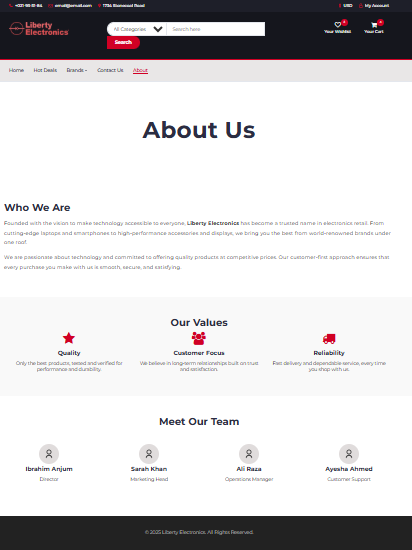 +021-95-51-84 email@email.com 1734 Stonecoal Road USD My Account
Liberty
Electronics
All Categories Search here
Search
Your Wishlist Your Cart
Home Hot Deals Brands Contact Us About
About Us
Who We Are
Founded with the vision to make technology accessible to everyone, Liberty Electronics has become a trusted name in electronics retail. From
cutting-edge laptops and smartphones to high-performance accessories and displays, we bring you the best from world-renowned brands under
one roof.
We are passionate about technology and committed to offering quality products at competitive prices. Our customer-first approach ensures that
every purchase you make with us is smooth, secure, and satisfying.
Our Values
Quality
Only the best products, tested and verified for
performance and durability.
Customer Focus
We believe in long-term relationships built on trust
and satisfaction.
Reliability
Fast delivery and dependable service, every time
you shop with us.
Meet Our Team
Ibrahim Anjum
Director
Sarah Khan
Marketing Head
Ali Raza
Operations Manager
Ayesha Ahmed
Customer Support
© 2025 Liberty Electronics. All Rights Reserved.